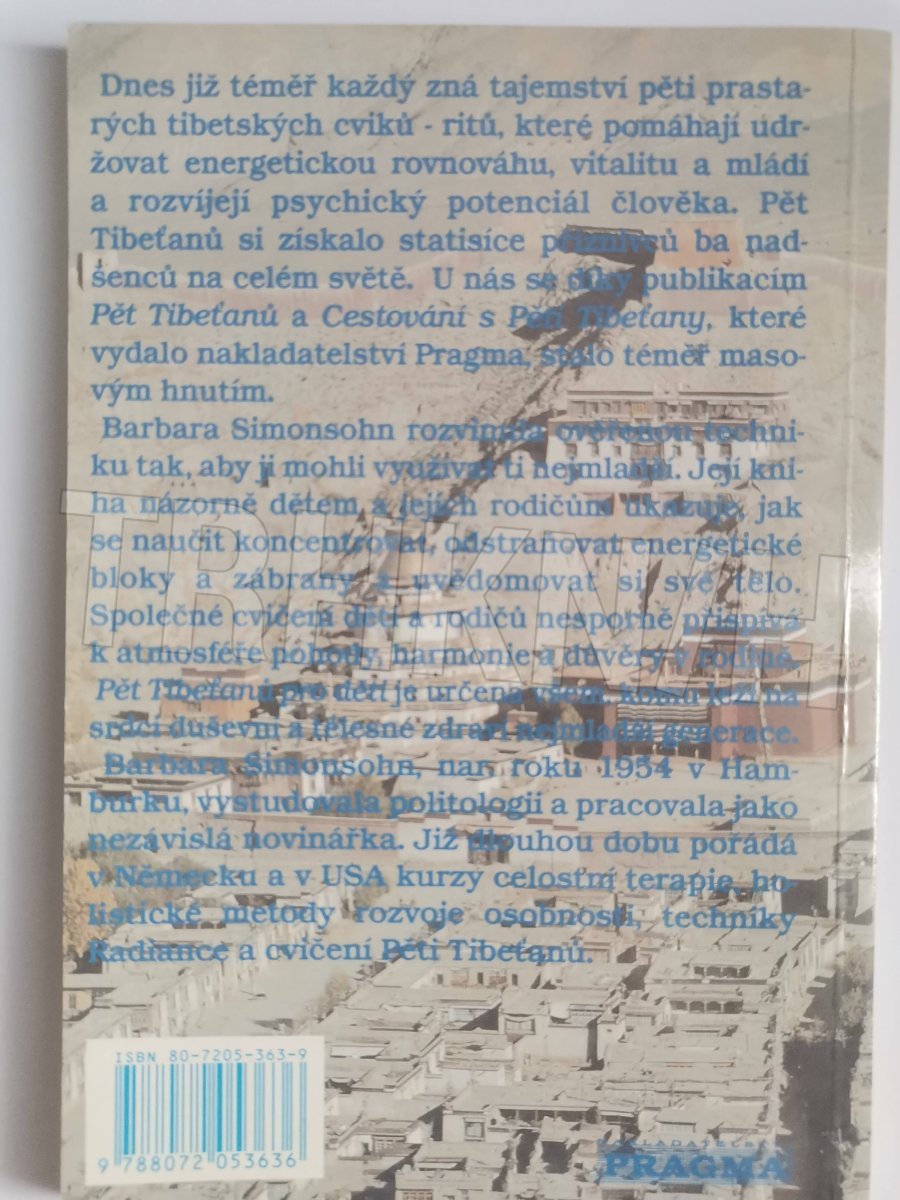 Dnes již téměř každý zná tajemství pěti prasta-
rých tibetských cviků - ritů, které pomáhají udr-
žovat energetickou rovnováhu, vitalitu a mládí
a rozvíjejí psychický potenciál člověka. Pět
Tibeťanů si získalo statisíce příznivců ba nad-
šenců na celém světě. U nás se díky publikacím
Pět Tibeťanů a Cestování s Pěti Tibeťany, které
vydalo nakladatelství Pragma, stalo téměř maso-
vým hnutím.
Barbara Simonsohn rozvinula ověřenou techni-
ku tak, aby ji mohli využívat ti nejmladší. Její kni-
ha názorně dětem a jejich rodičům ukazuje, jak
se naučit koncentrovat, odstraňovat energetické
bloky a zábrany a uvědomovat si své tělo.
Společné cvičení dětí a rodičů nesporně přispívá
k atmosféře pohody, harmonie a důvěry v rodině.
Pět Tibeťanů pro děti je určena všem, komu leží na
srdci duševní a tělesné zdraví nejmladší generace.
Barbara Simonsohn, nar. roku 1954 v Ham-
burku, vystudovala politologii a pracovala jako
nezávislá novinářka. Již dlouhou dobu pořádá
v Německu a v USA kurzy celostní terapie, ho-
listické metody rozvoje osobnosti, techniky
Radiance a cvičení Pěti Tibeťanů.
TRHKNIH
ISBN 80-7205-363-9
9 788072 053636
NAKLADATELSTVÍ
PRAGMA